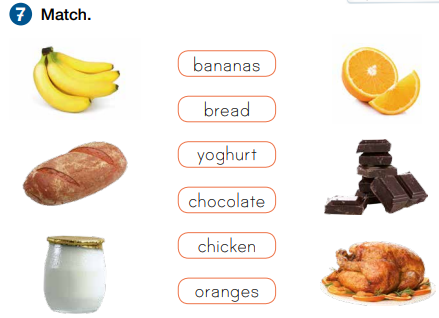 7 Match.
bananas
bread
yoghurt
chocolate
chicken
oranges